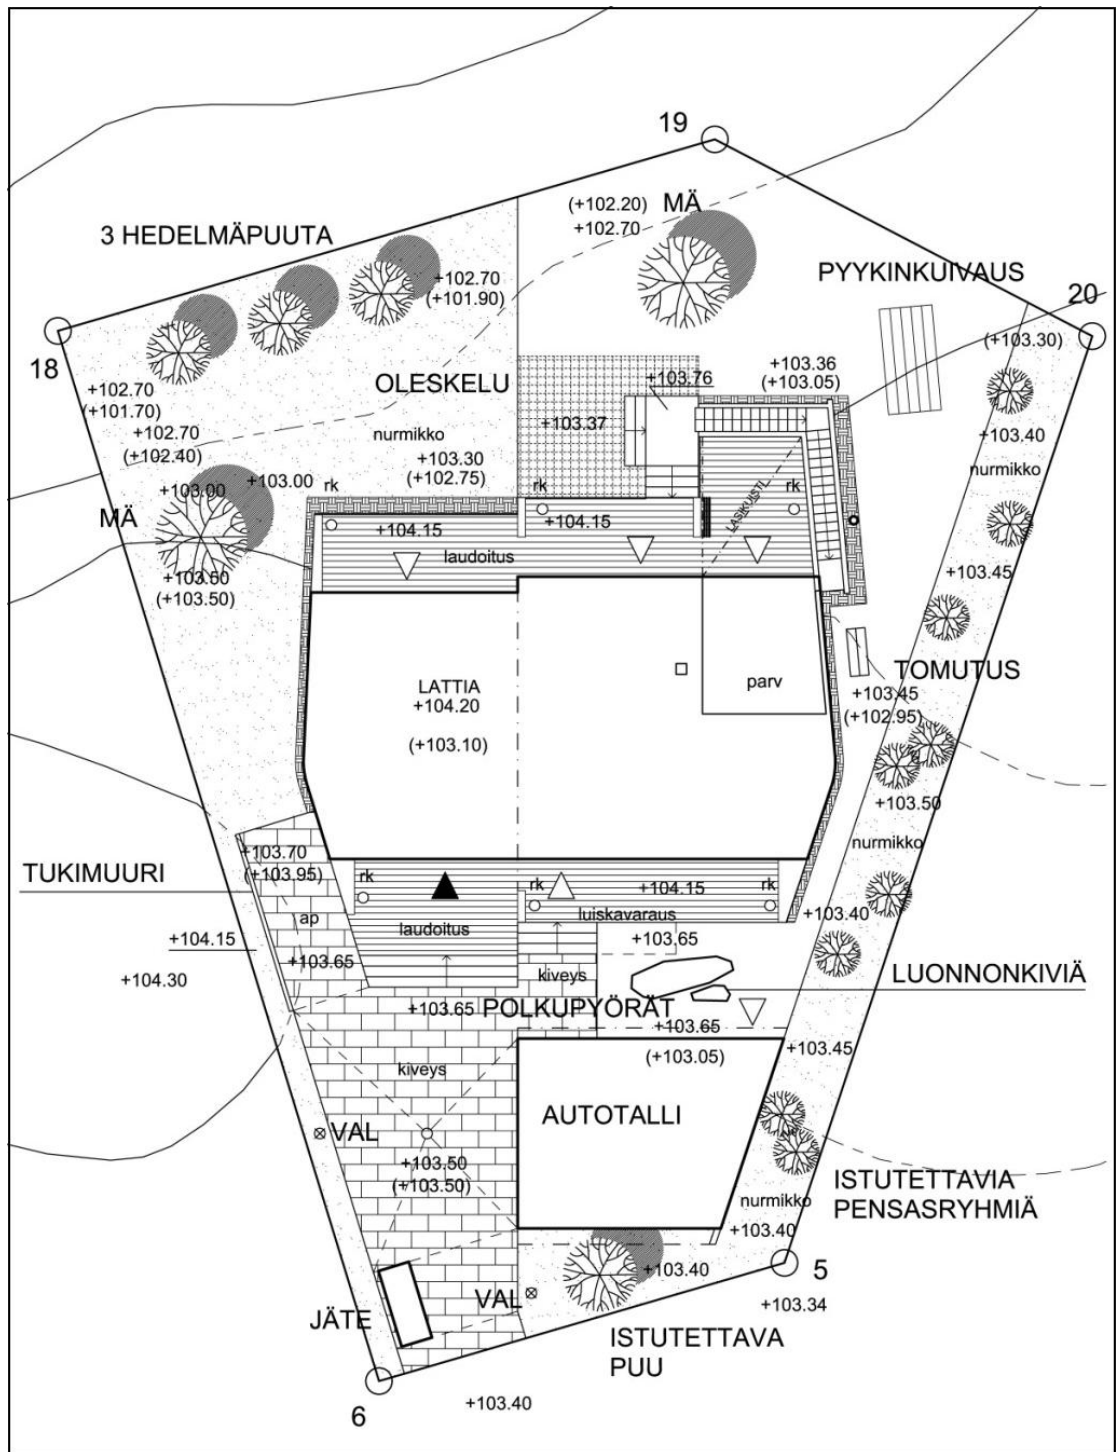 19
(+102.20) MÄ
+102.70
3 HEDELMÄPUUTA
+102.70
(+101.90)
PYYKINKUIVAUS
20
(+103.30)
18
+102.70
(+101.70)
OLESKELU
+103.76
+103.36
(+103.05)
+102.70
(+102.40)
nurmikko
+103.37
+103.40
nurmikko
+103.30
(+102.75)
+103.00
+103.00
rk
rk
rk
LASIKUISTI
MÄ
+104.15
+104.15
laudoitus
+103.50
(+103.50)
+103.45
LATTIA
+104.20
(+103.10)
parv
TOMUTUS
+103.45
(+102.95)
+103.50
nurmikko
+103.70
(+103.95)
TUKIMUURI
rk
rk
+104.15
rk
ap
laudoitus
luiskavaraus
+103.40
+104.15
+103.65
+104.30
+103.65
kiveys
LUONNONKIVIÄ
+103.65
POLKUPYÖRÄT
+103.65
(+103.05)
+103.45
kiveys
AUTOTALLI
VAL
+103.50
(+103.50)
ISTUTETTAVIA
PENSASRYHMIÄ
nurmikko
+103.40
+103.40
5
VAL
+103.34
JÄTE
ISTUTETTAVA
PUU
+103.40
6